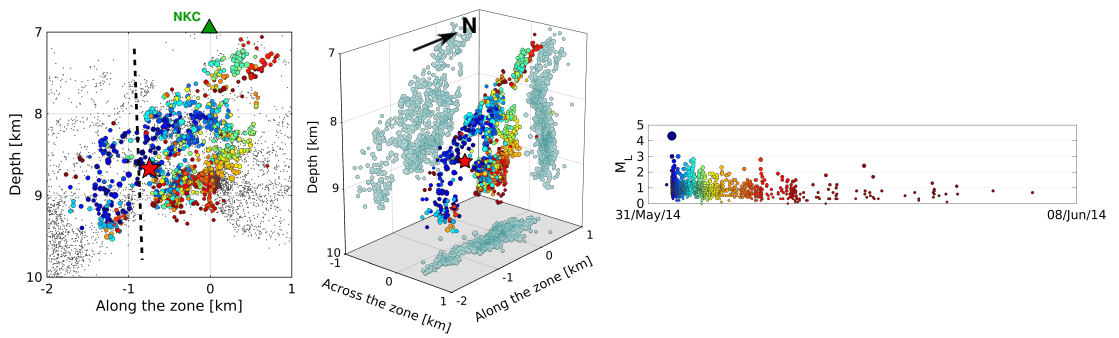 NKC
7
8
9
10
-2
-1
0
1
Depth [km]
Along the zone [km]
N
7
8
9
10
Depth [km]
-1
0
1
Across the zone [km]
-2
-1
0
1
Along the zone [km]
5
4
3
2
1
0
ML
31/May/14
08/Jun/14